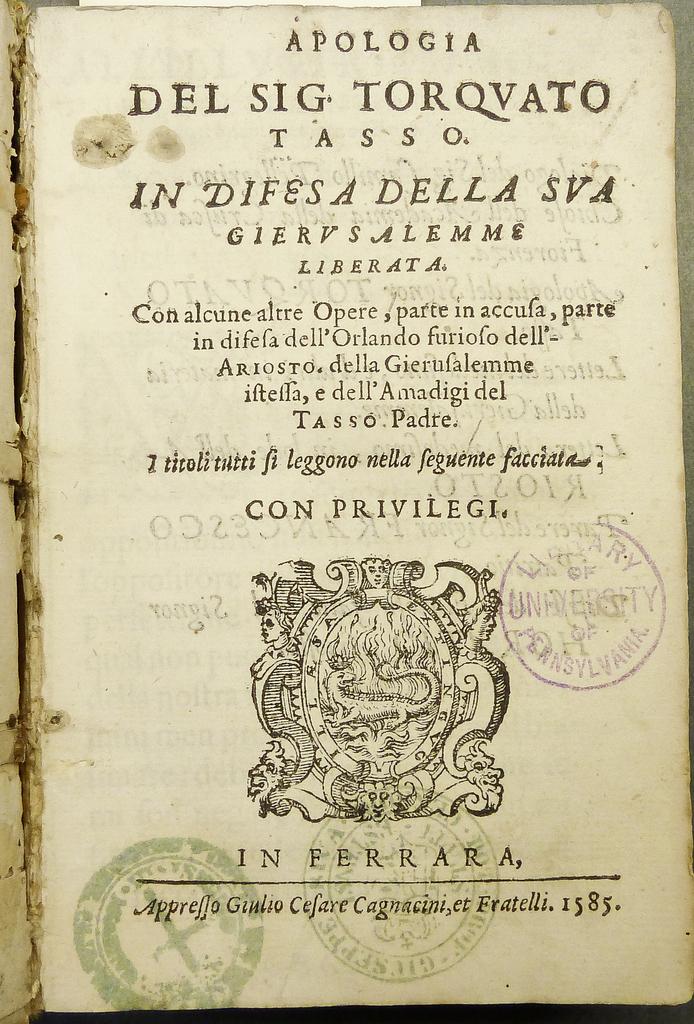 APOLOGIA
DEL SIG. TORQVATO
TASSO.
IN DIFESA DELLA SVA
GIERVSALEMME
LIBERATA.
Con alcune altre Opere, parte in accuſa, parte
in difeſa dell'Orlando furioſo dell'-
ARIOSTO. della Gieruſalemme
iſteſſa, e dell'Amadigi del
TASSO Padre.
I titoli tutti ſi leggono nella ſeguente facciata.
CON PRIVILEGI.
LIBRARY
OF
UNIVERSITY
OF
PENNSYLVANIA
IN FERRARA,
Appreſſo Giulio Ceſare Cagnacini, et Fratelli. 1585.